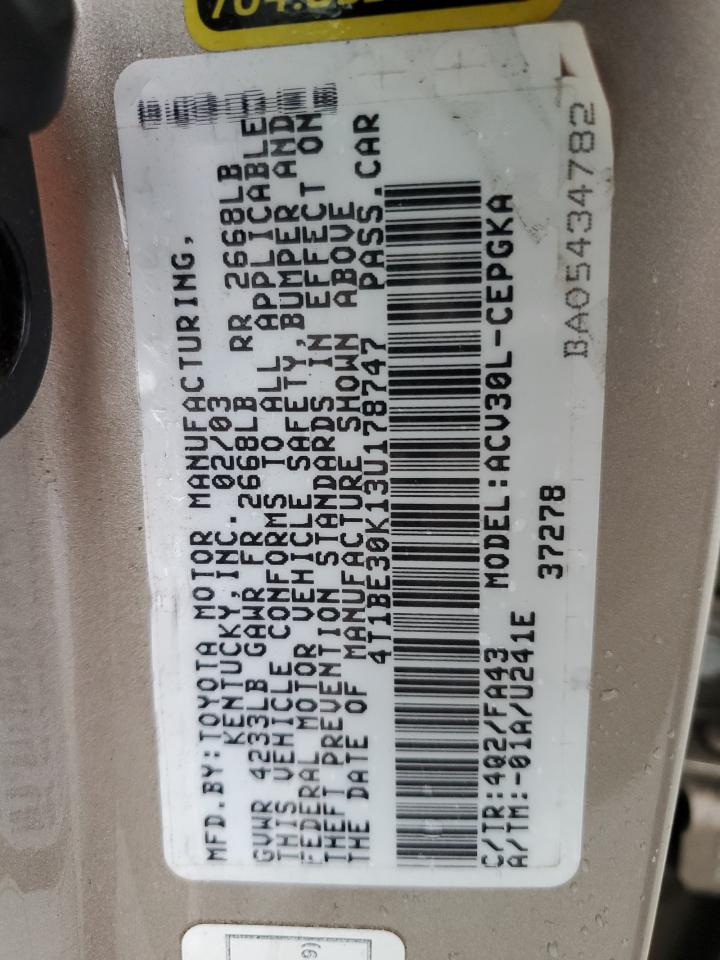 MFD.BY:TOYOTA MOTOR MANUFACTURING,
KENTUCKY,INC. 02/03
GVWR 4233LB GAWR FR 2668LB RR 2668LB
THIS VEHICLE CONFORMS TO ALL APPLICABLE
FEDERAL MOTOR VEHICLE SAFETY,BUMPER AND
THEFT PREVENTION STANDARDS IN EFFECT ON
THE DATE OF MANUFACTURE SHOWN ABOVE
4T1BE30K13U178747 PASS.CAR
C/TR:4Q2/FA43 MODEL:ACV30L-CEPGKA
A/TM:-01A/U241E
37278
BA05434782